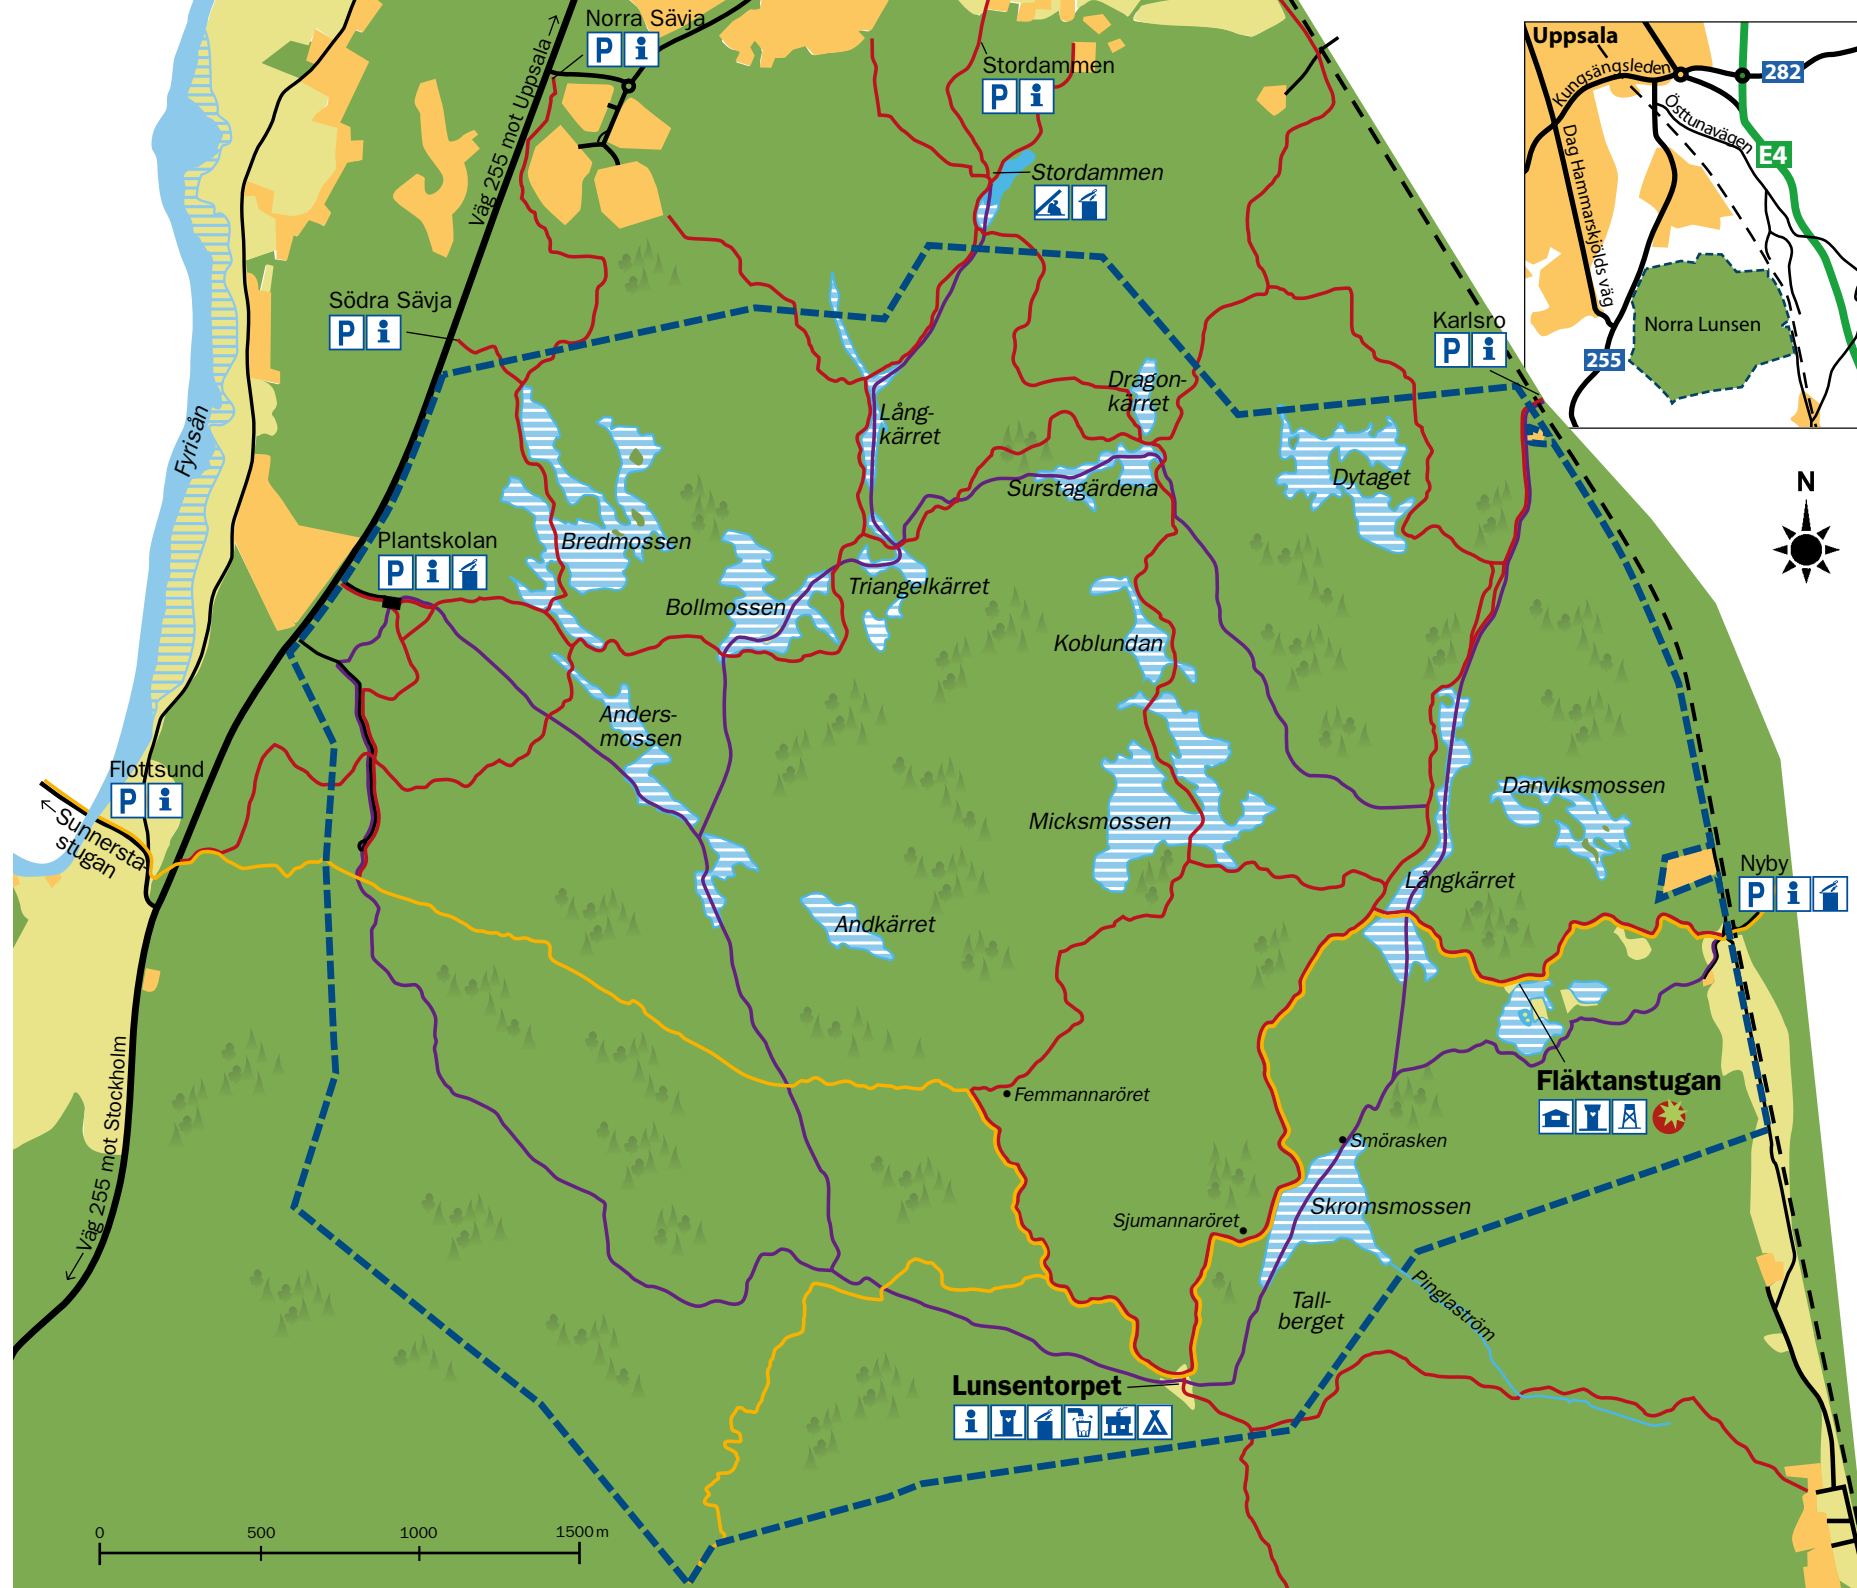 Norra Sävja
P i
Väg 255 mot Uppsala
Stordammen
P i
Stordammen
Uppsala
Kungsängsleden
282
Östtunavägen
E4
Dag Hammarskjölds väg
Norra Lunsen
255
Södra Sävja
P i
Karlsro
P i
Fyrisån
Lång-
kärret
Dragon-
kärret
Surstagärdena
Dytaget
N
Plantskolan
P i
Bredmossen
Triangelkärret
Bollmossen
Koblundan
Anders-
mossen
Flottsund
P i
Sunnersta-
stugan
Micksmossen
Danviksmossen
Långkärret
Nyby
P i
Andkärret
Väg 255 mot Stockholm
Femmannaröret
Fläktanstugan
Smörasken
Skromsmossen
Sjumannaröret
Tall-
berget
Pinglaström
Lunsentorpet
i
0 500 1000 1500 m